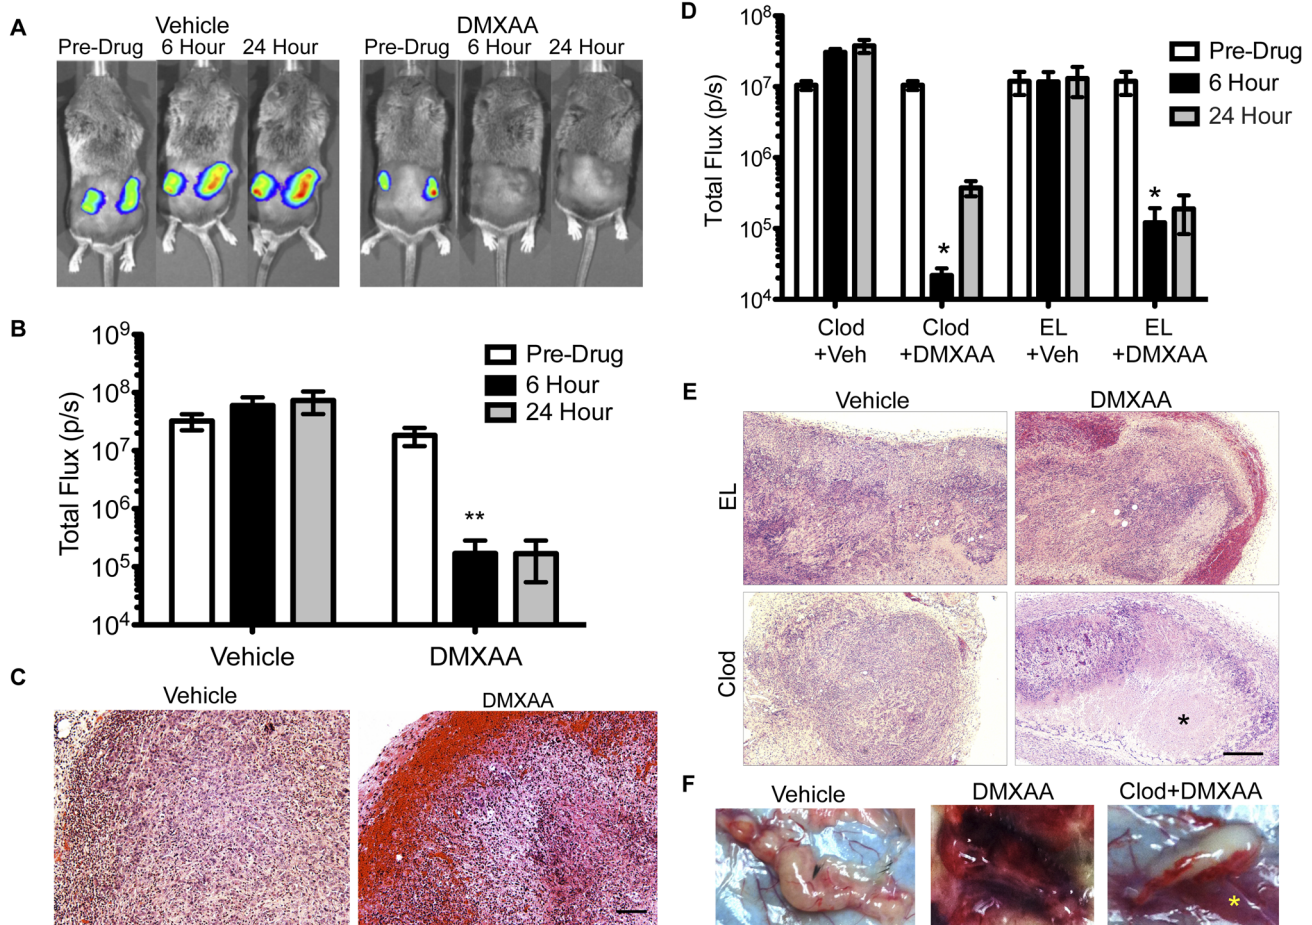 A
Vehicle
DMXAA
Pre-Drug 6 Hour 24 Hour
Pre-Drug 6 Hour 24 Hour
B
Total Flux (p/s)
10⁹
10⁸
10⁷
10⁶
10⁵
10⁴
Pre-Drug
6 Hour
24 Hour
**
Vehicle
DMXAA
C
Vehicle
DMXAA
D
Total Flux (p/s)
10⁸
10⁷
10⁶
10⁵
10⁴
Pre-Drug
6 Hour
24 Hour
*
*
Clod
+Veh
Clod
+DMXAA
EL
+Veh
EL
+DMXAA
E
Vehicle
DMXAA
EL
Clod
*
F
Vehicle
DMXAA
Clod+DMXAA
*